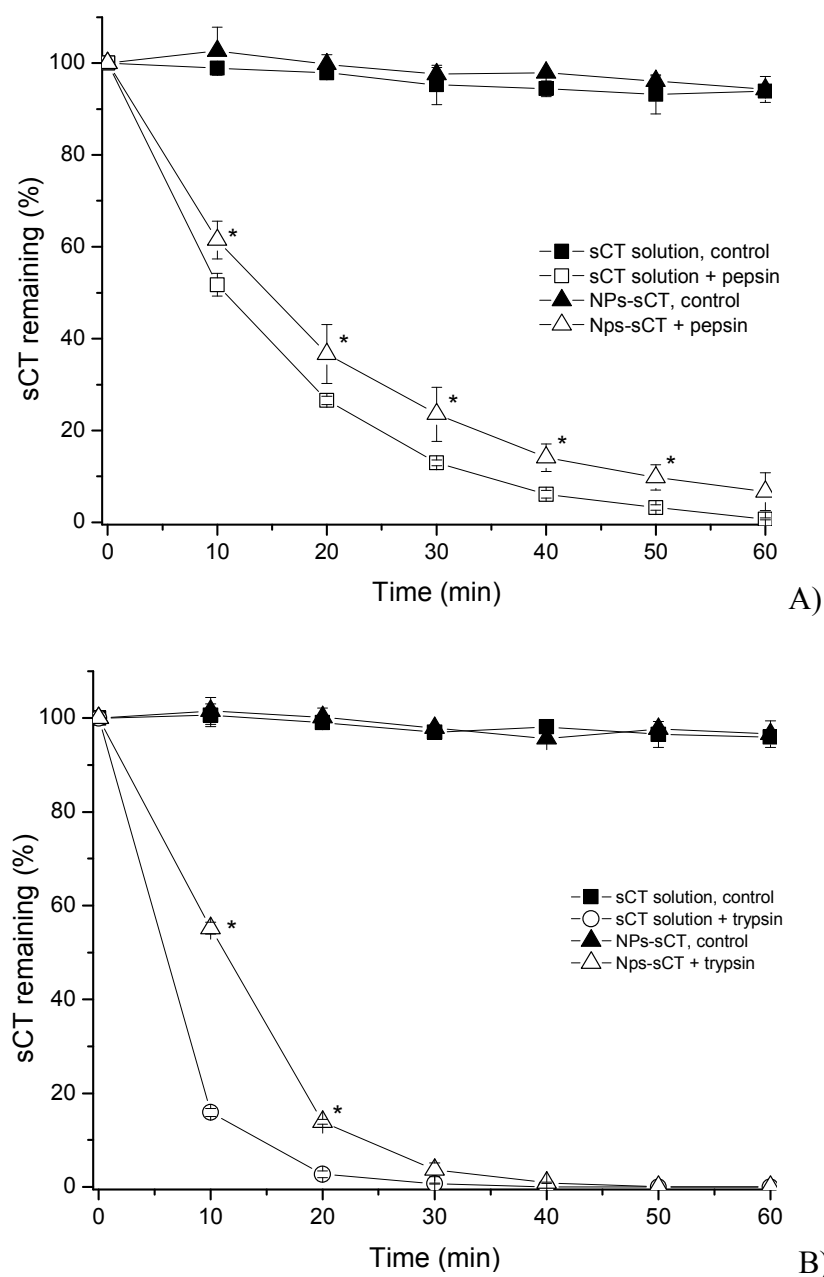 100
80
60
40
20
0
sCT remaining (%)
*
*
*
*
*
sCT solution, control
sCT solution + pepsin
NPs-sCT, control
Nps-sCT + pepsin
0 10 20 30 40 50 60
Time (min)
A)
100
80
60
40
20
0
sCT remaining (%)
*
*
sCT solution, control
sCT solution + trypsin
NPs-sCT, control
Nps-sCT + trypsin
0 10 20 30 40 50 60
Time (min)
B)